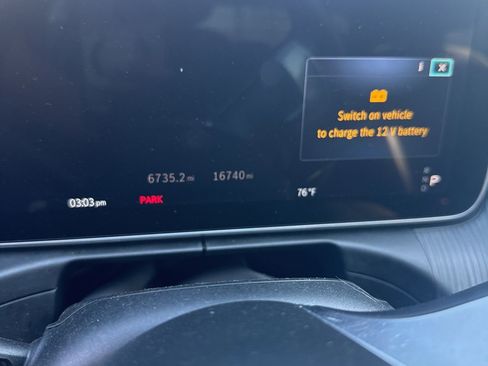 Switch on vehicle
to charge the 12 V battery
6735.2 mi 16740 mi
03:03 pm PARK 76°F P